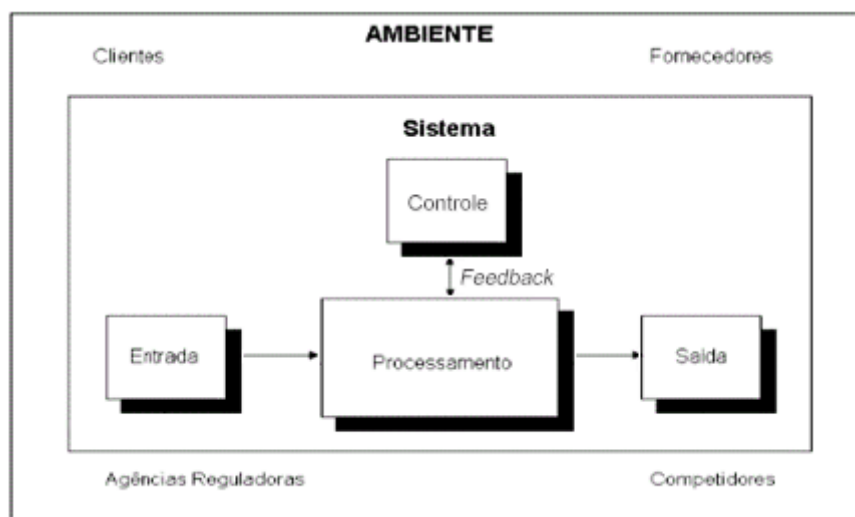 AMBIENTE
Clientes
Fornecedores
Sistema
Controle
Feedback
Entrada
Processamento
Saída
Agências Reguladoras
Competidores